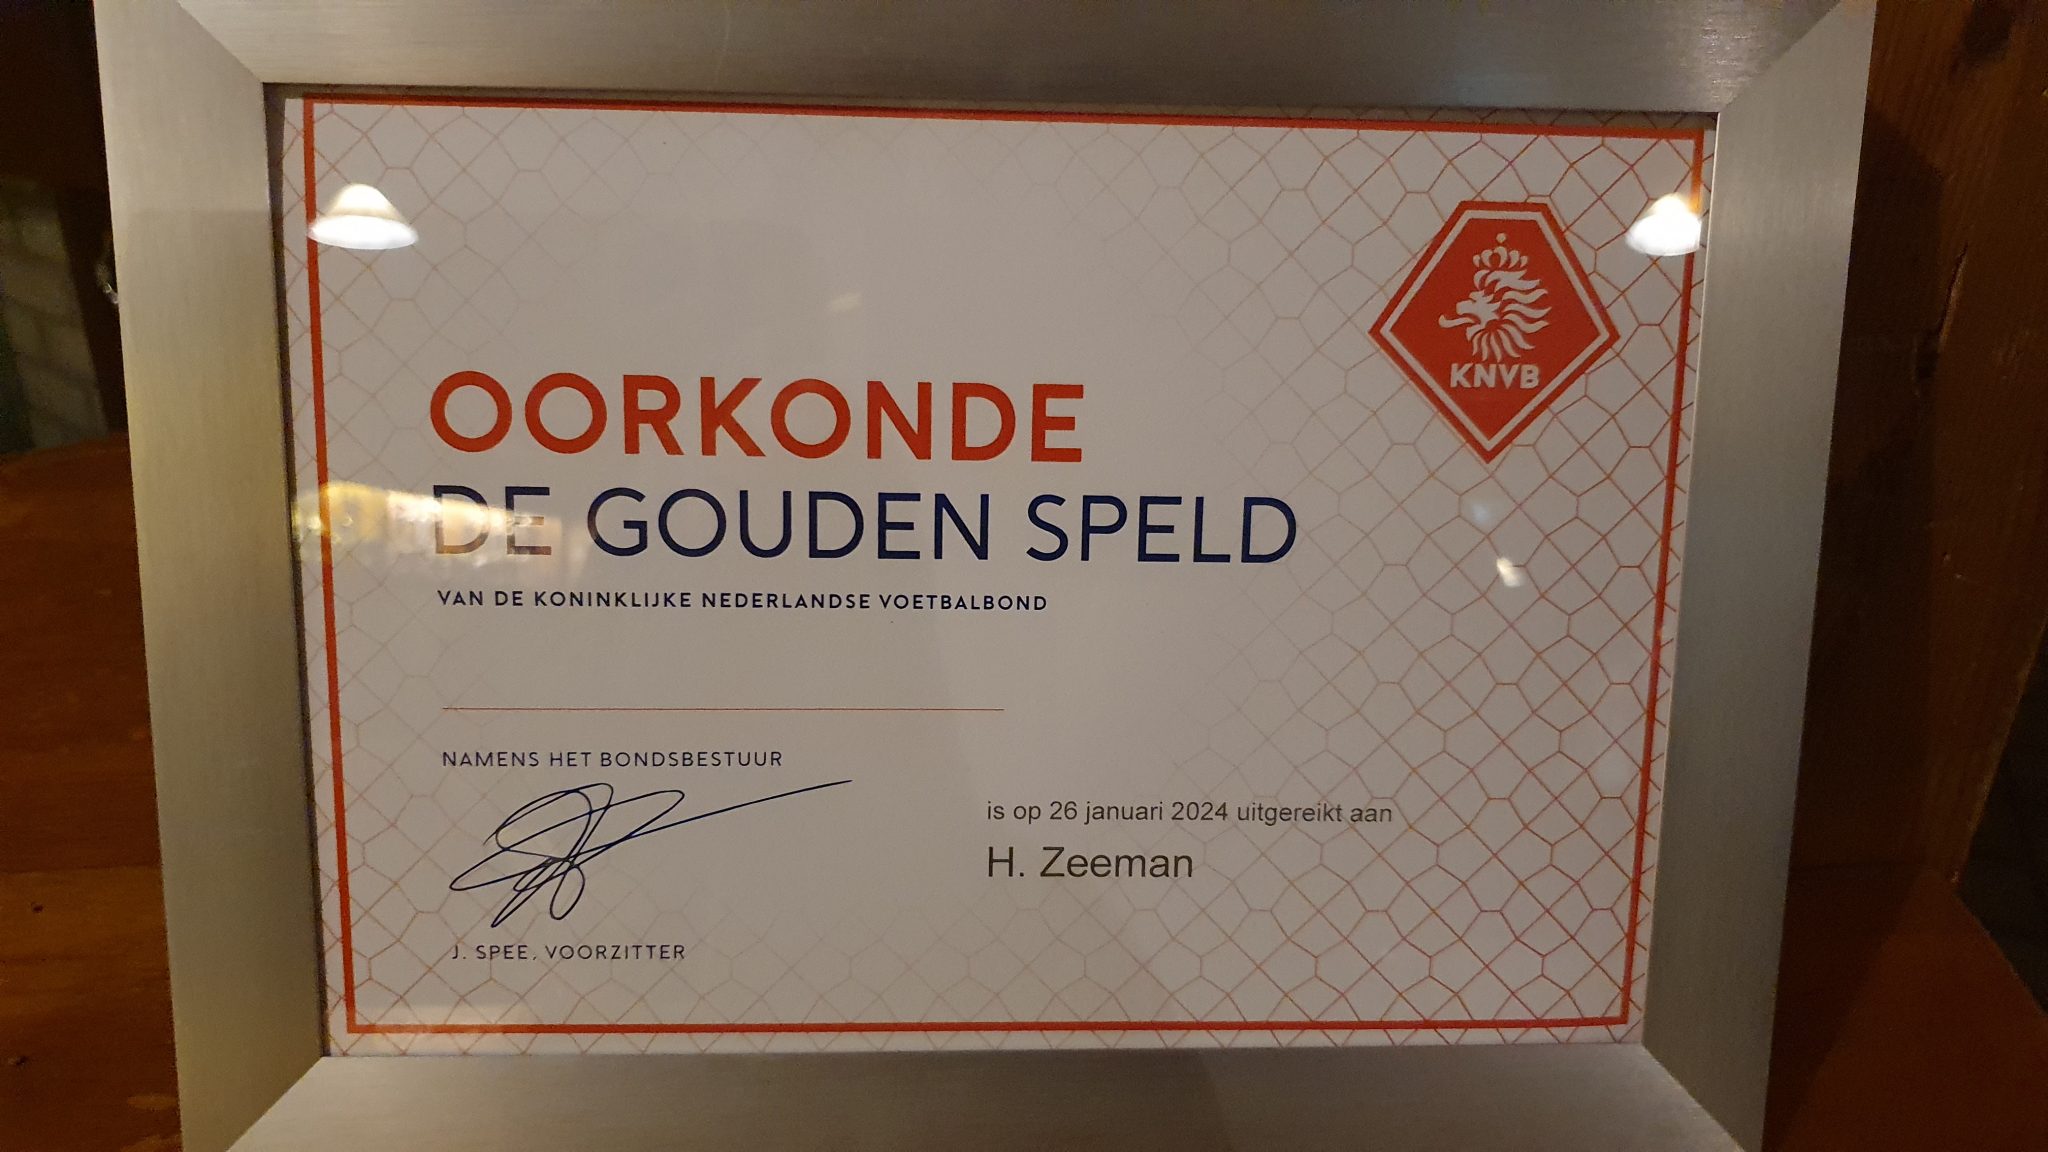 KNVB
OORKONDE
DE GOUDEN SPELD
VAN DE KONINKLIJKE NEDERLANDSE VOETBALBOND
NAMENS HET BONDSBESTUUR
is op 26 januari 2024 uitgereikt aan
H. Zeeman
J. SPEE, VOORZITTER